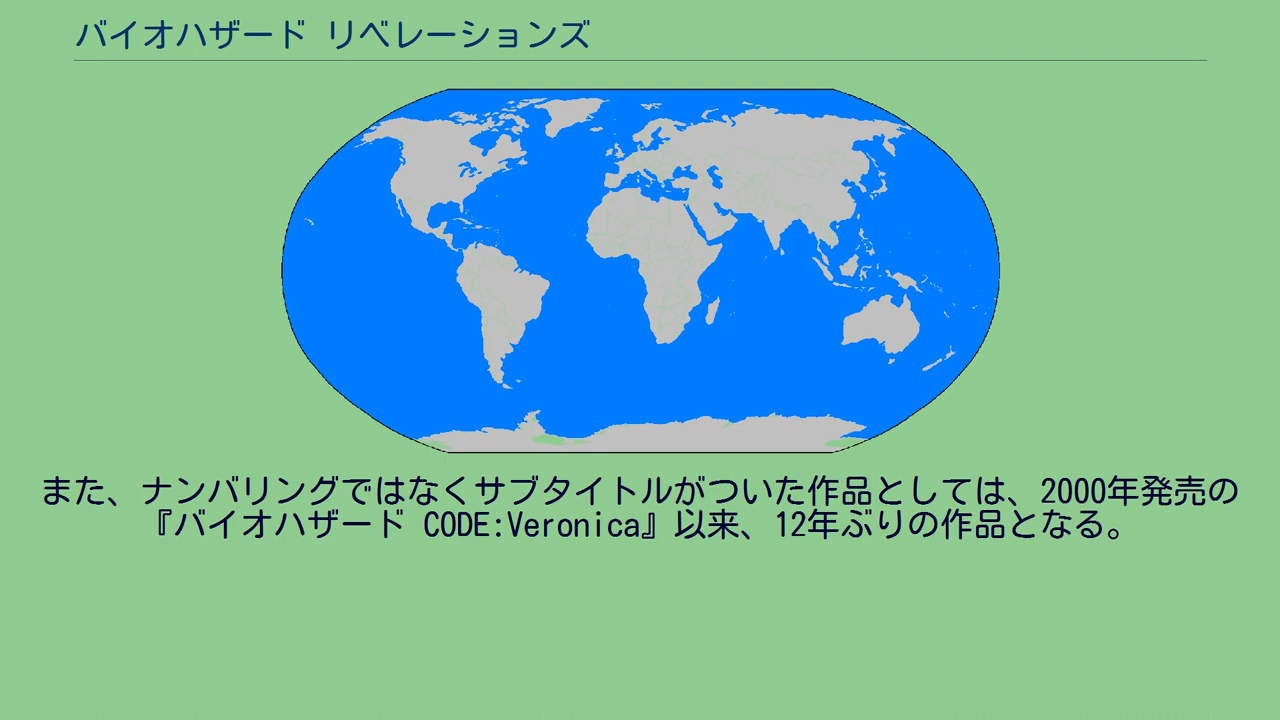 バイオハザード リベレーションズ
また、ナンバリングではなくサブタイトルがついた作品としては、2000年発売の
『バイオハザード CODE:Veronica』以来、12年ぶりの作品となる。